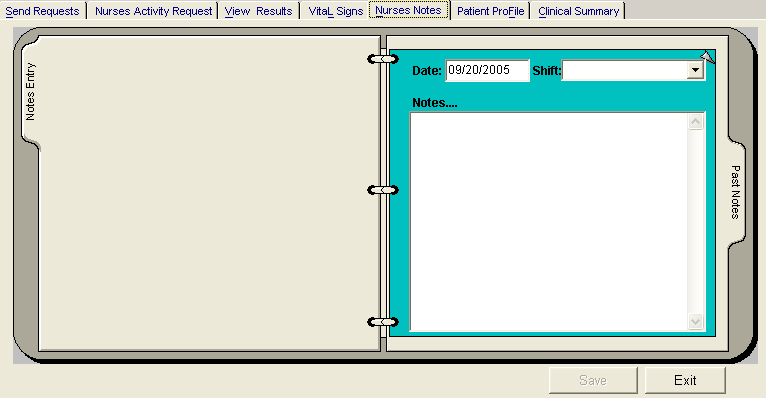 Send Requests Nurses Activity Request View Results VitaL Signs Nurses Notes Patient ProFile Clinical Summary
Notes Entry
Date: 09/20/2005 Shift:
Notes....
Past Notes
Save Exit